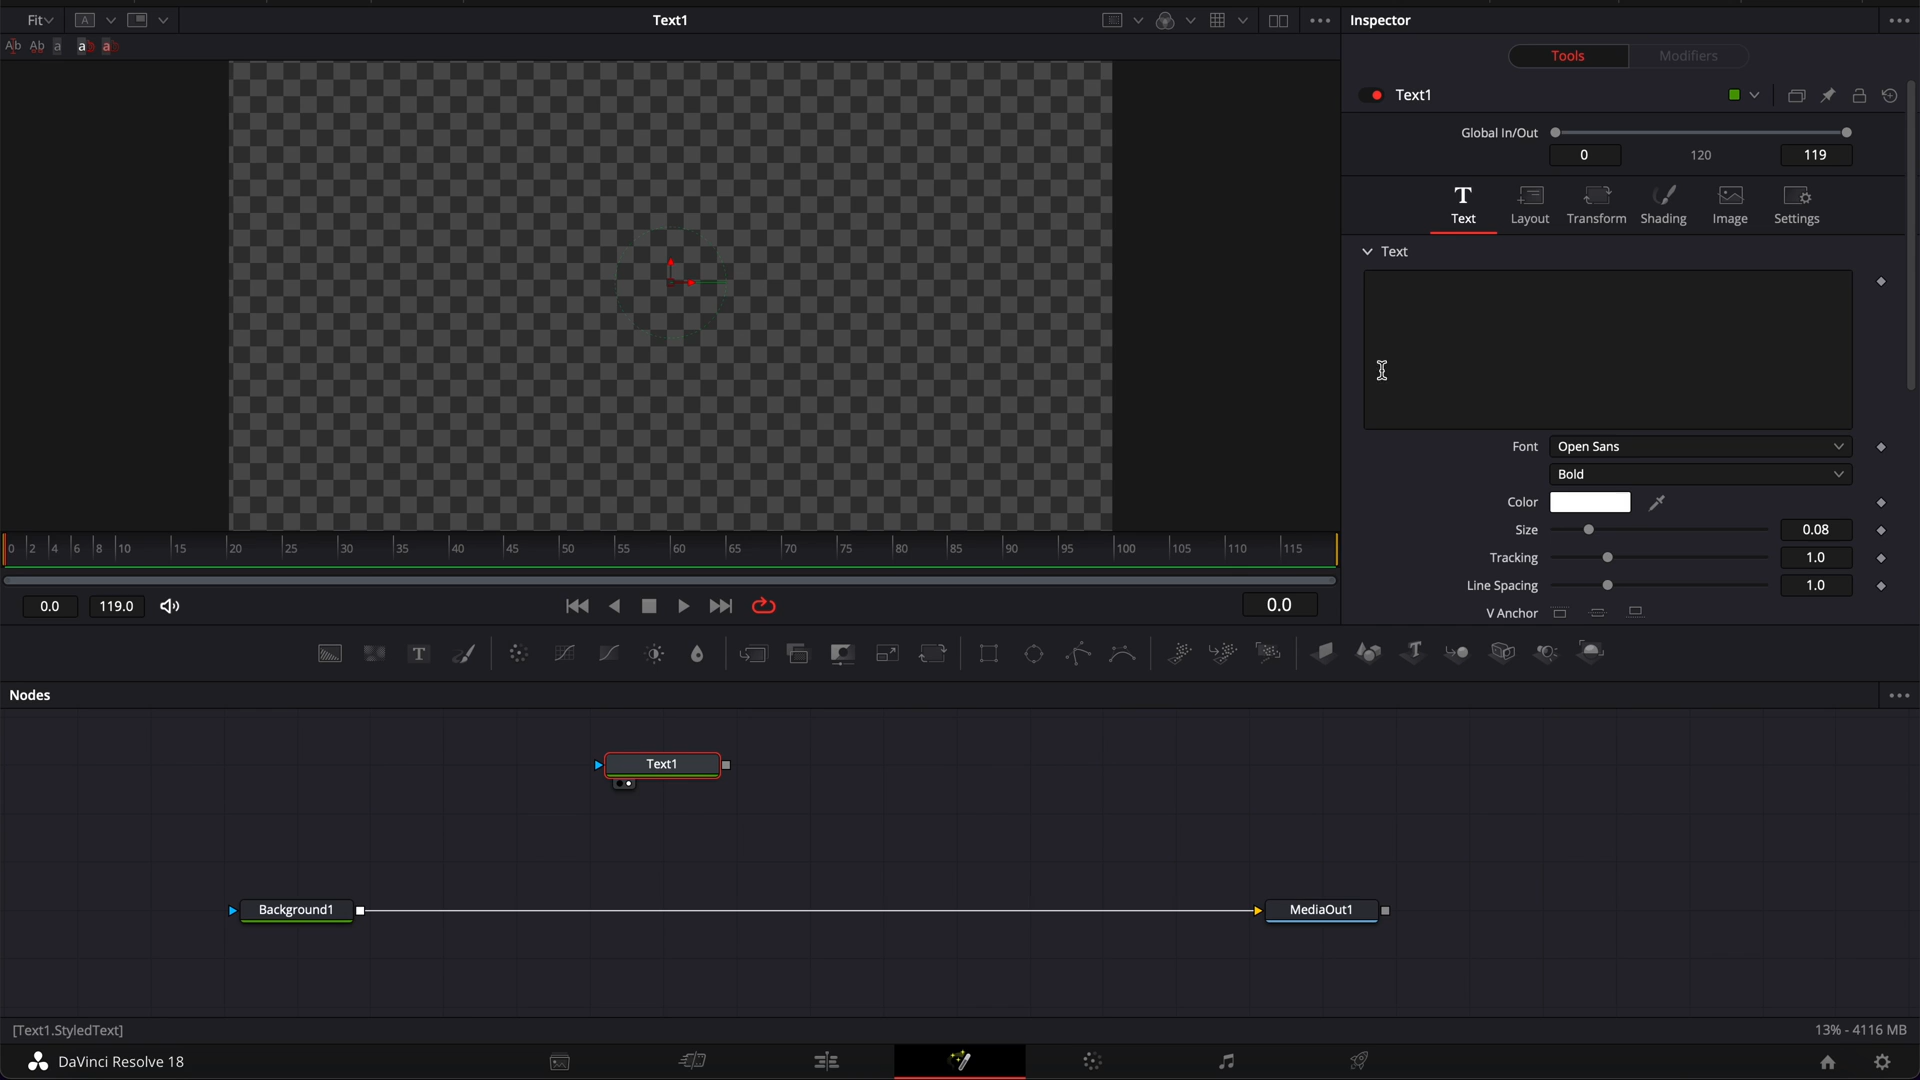 Fit
A
Text1
Inspector
Ab Ab a a a
Tools
Modifiers
Text1
Global In/Out
0
120
119
T
Text
Layout
Transform
Shading
Image
Settings
Text
Font
Open Sans
Bold
Color
Size
0.08
Tracking
1.0
Line Spacing
1.0
V Anchor
0 2 4 6 8 10 15 20 25 30 35 40 45 50 55 60 65 70 75 80 85 90 95 100 105 110 115
0.0
119.0
0.0
T
T
Nodes
Text1
Background1
MediaOut1
[Text1.StyledText]
13% - 4116 MB
DaVinci Resolve 18